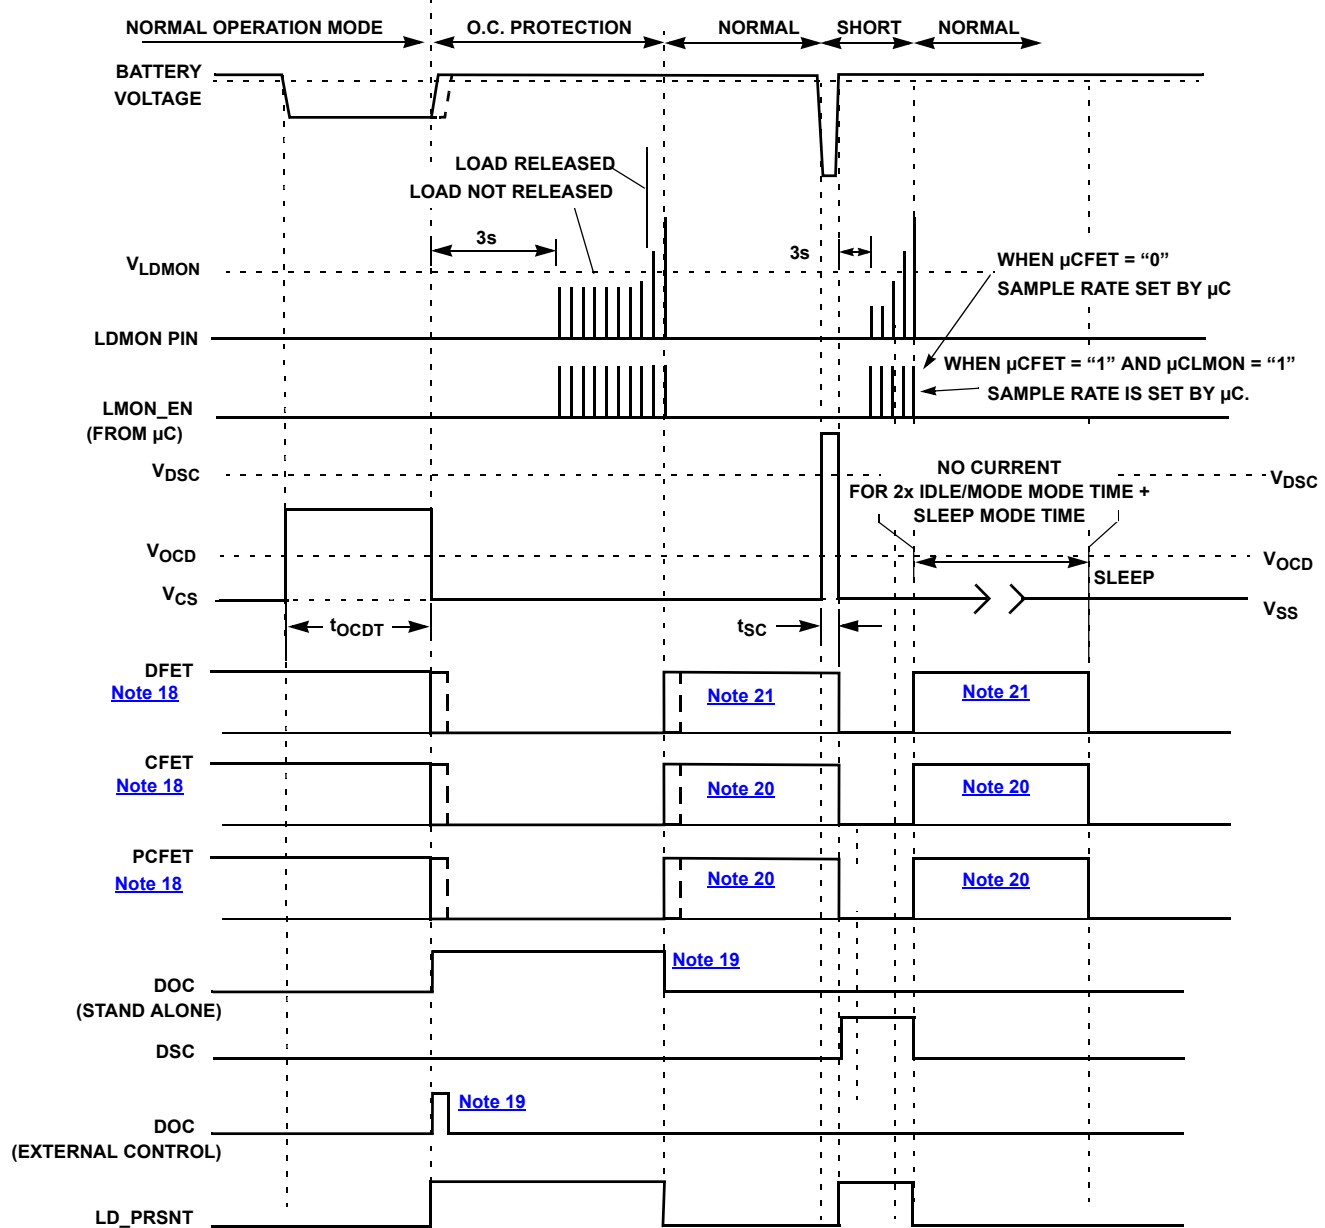 NORMAL OPERATION MODE
O.C. PROTECTION
NORMAL
SHORT
NORMAL
BATTERY
VOLTAGE
LOAD RELEASED
LOAD NOT RELEASED
3s
3s
VLDMON
WHEN µCFET = “0”
SAMPLE RATE SET BY µC
LDMON PIN
WHEN µCFET = “1” AND µCLMON = “1”
SAMPLE RATE IS SET BY µC.
LMON_EN
(FROM µC)
VDSC
NO CURRENT
FOR 2x IDLE/MODE MODE TIME +
SLEEP MODE TIME
VDSC
VOCD
VOCD
SLEEP
VCS
VSS
tOCDT
tSC
DFET
Note 18
Note 21
Note 21
CFET
Note 18
Note 20
Note 20
PCFET
Note 18
Note 20
Note 20
DOC
(STAND ALONE)
Note 19
DSC
Note 19
DOC
(EXTERNAL CONTROL)
LD_PRSNT